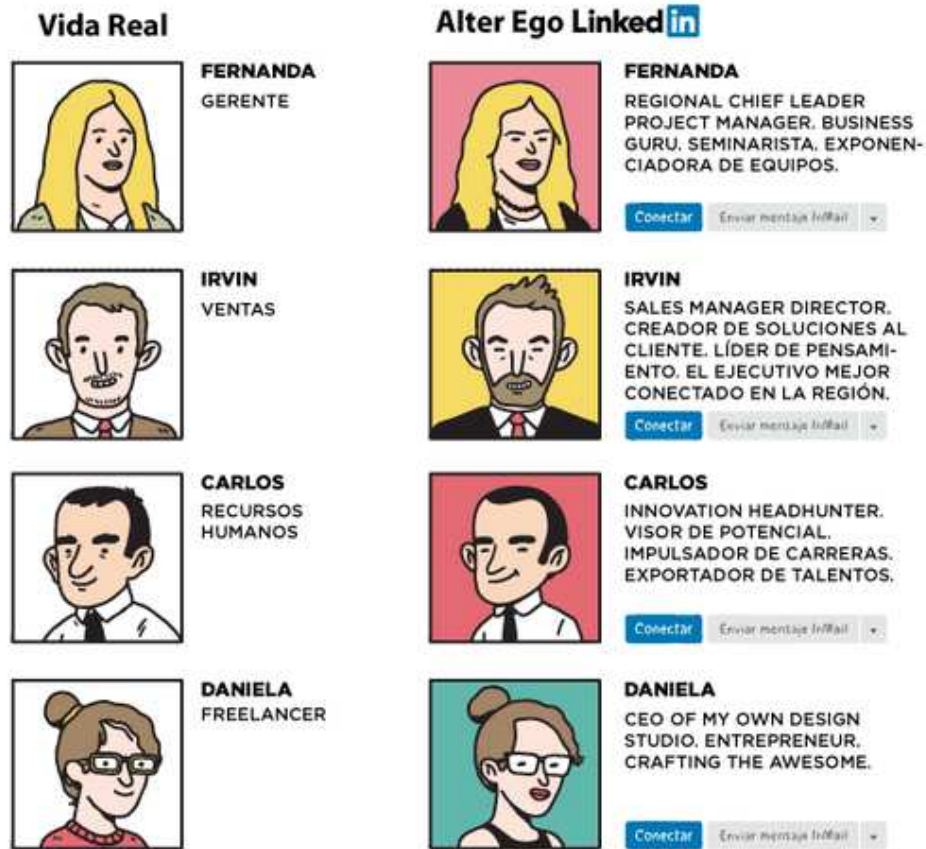 Vida Real
Alter Ego Linked in
FERNANDA
GERENTE
FERNANDA
REGIONAL CHIEF LEADER
PROJECT MANAGER. BUSINESS
GURU. SEMINARISTA. EXPONEN-
CIADORA DE EQUIPOS.
Conectar Enviar mentaje InMail
IRVIN
VENTAS
IRVIN
SALES MANAGER DIRECTOR.
CREADOR DE SOLUCIONES AL
CLIENTE. LÍDER DE PENSAMI-
ENTO. EL EJECUTIVO MEJOR
CONECTADO EN LA REGIÓN.
Conectar Enviar mentaje InMail
CARLOS
RECURSOS
HUMANOS
CARLOS
INNOVATION HEADHUNTER.
VISOR DE POTENCIAL.
IMPULSADOR DE CARRERAS.
EXPORTADOR DE TALENTOS.
Conectar Enviar mentaje InMail
DANIELA
FREELANCER
DANIELA
CEO OF MY OWN DESIGN
STUDIO. ENTREPRENEUR.
CRAFTING THE AWESOME.
Conectar Enviar mentaje InMail